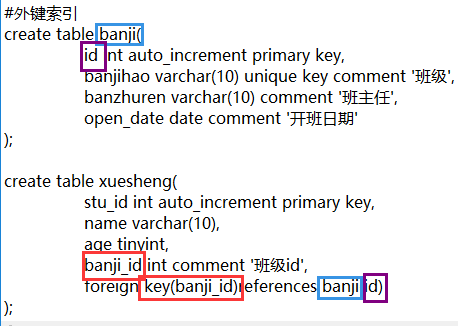 #外键索引
create table banji(
id int auto_increment primary key,
banjihao varchar(10) unique key comment '班级',
banzhuren varchar(10) comment '班主任',
open_date date comment '开班日期'
);
create table xuesheng(
stu_id int auto_increment primary key,
name varchar(10),
age tinyint,
banji_id int comment '班级id',
foreign key(banji_id)references banji(id)
);